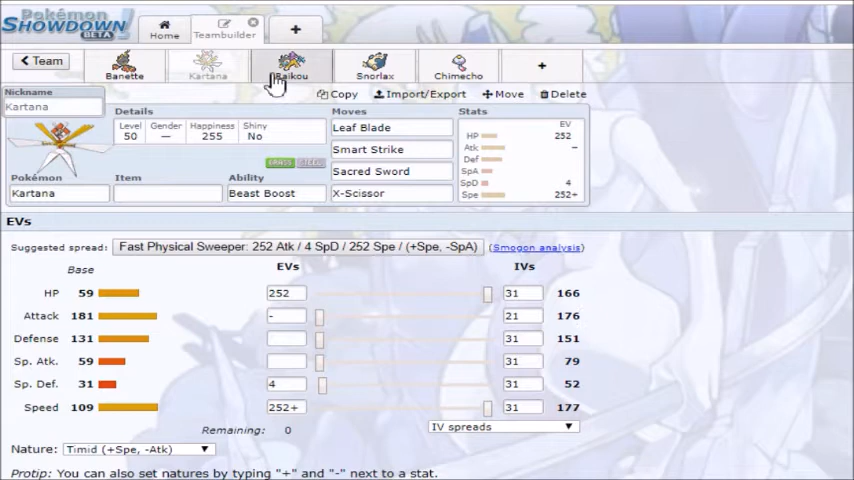 Pokémon
SHOWDOWN
BETA
Home
Teambuilder
+
Team
Banette
Kartana
Raikou
Snorlax
Chimecho
+
Copy
Import/Export
Move
Delete
Nickname
Kartana
Details
Level Gender Happiness Shiny
50 — 255 No
GRASS STEEL
Pokémon Item Ability
Kartana Beast Boost
Moves
Leaf Blade
Smart Strike
Sacred Sword
X-Scissor
Stats
EV
HP 252
Atk –
Def
SpA
SpD 4
Spe 252+
EVs
Suggested spread: Fast Physical Sweeper: 252 Atk / 4 SpD / 252 Spe / (+Spe, -SpA) (Smogon analysis)
Base EVs IVs
HP 59 252 31 166
Attack 181 - 21 176
Defense 131 31 151
Sp. Atk. 59 31 79
Sp. Def. 31 4 31 52
Speed 109 252+ 31 177
Remaining: 0 IV spreads
Nature: Timid (+Spe, -Atk)
Protip: You can also set natures by typing "+" and "-" next to a stat.